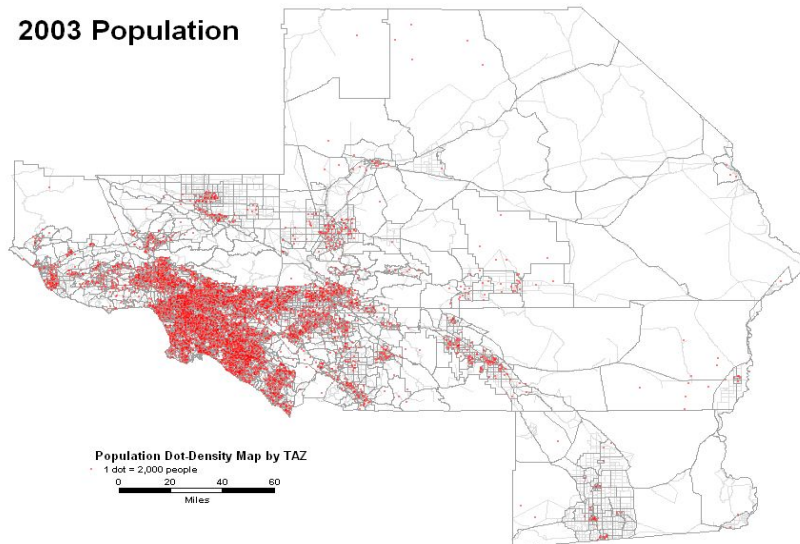 2003 Population
Population Dot-Density Map by TAZ
1 dot = 2,000 people
0 20 40 60
Miles